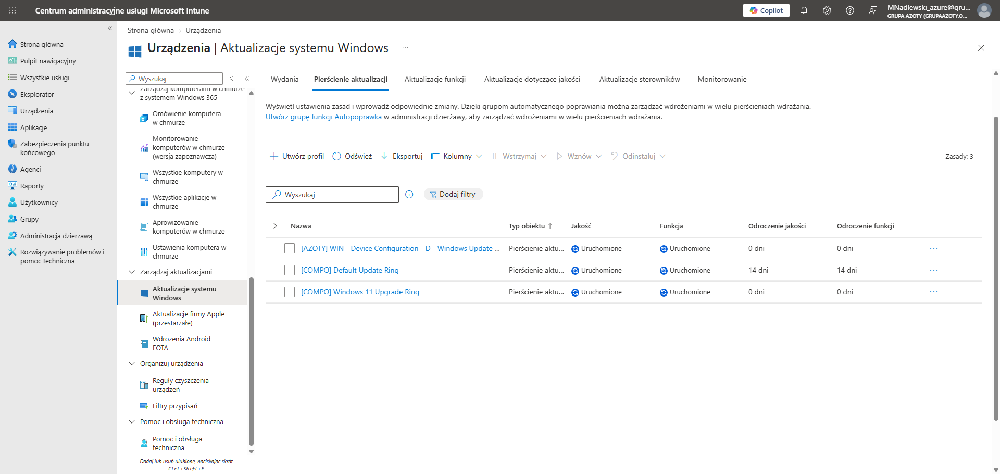 Centrum administracyjne usługi Microsoft Intune
Copilot
MNadlewski_azure@gru...
GRUPA AZOTY (GRUPAAZOTY.O...
Strona główna
Pulpit nawigacyjny
Wszystkie usługi
Eksplorator
Urządzenia
Aplikacje
Zabezpieczenia punktu
końcowego
Agenci
Raporty
Użytkownicy
Grupy
Administracja dzierżawą
Rozwiązywanie problemów i
pomoc techniczna
Strona główna > Urządzenia
Urządzenia | Aktualizacje systemu Windows
Wyszukaj
Zarządzaj komputerami w chmurze
z systemem Windows 365
Omówienie komputera
w chmurze
Monitorowanie
komputerów w chmurze
(wersja zapoznawcza)
Wszystkie komputery w
chmurze
Wszystkie aplikacje w
chmurze
Aprowizowanie
komputerów w chmurze
Ustawienia komputera w
chmurze
Zarządzaj aktualizacjami
Aktualizacje systemu
Windows
Aktualizacje firmy Apple
(przestarzałe)
Wdrożenia Android
FOTA
Organizuj urządzenia
Reguły czyszczenia
urządzeń
Filtry przypisań
Pomoc i obsługa techniczna
Pomoc i obsługa
techniczna
Dodaj lub usuń ulubione, naciskając skrót
Ctrl+Shift+F
Wydania Pierścienie aktualizacji Aktualizacje funkcji Aktualizacje dotyczące jakości Aktualizacje sterowników Monitorowanie
Wyświetl ustawienia zasad i wprowadź odpowiednie zmiany. Dzięki grupom automatycznego poprawiania można zarządzać wdrożeniami w wielu pierścieniach wdrażania.
Utwórz grupę funkcji Autopoprawka w administracji dzierżawy, aby zarządzać wdrożeniami w wielu pierścieniach wdrażania.
Utwórz profil Odśwież Eksportuj Kolumny Wstrzymaj Wznów Odinstaluj Zasady: 3
Wyszukaj Dodaj filtry
Nazwa Typ obiektu ↑ Jakość Funkcja Odroczenie jakości Odroczenie funkcji
[AZOTY] WIN - Device Configuration - D - Windows Update ... Pierścienie aktu... Uruchomione Uruchomione 0 dni 0 dni ...
[COMPO] Default Update Ring Pierścienie aktu... Uruchomione Uruchomione 14 dni 14 dni ...
[COMPO] Windows 11 Upgrade Ring Pierścienie aktu... Uruchomione Uruchomione 0 dni 0 dni ...